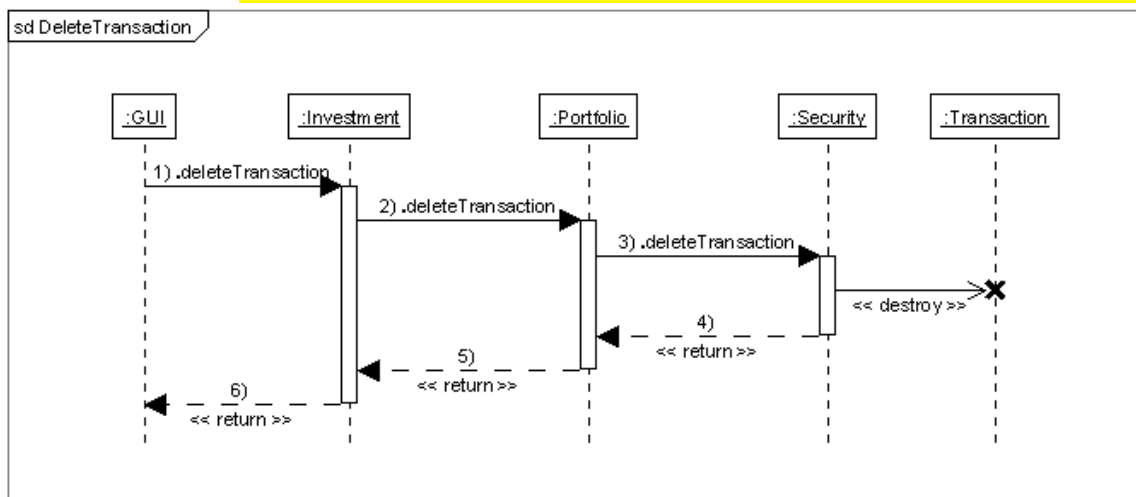 sd DeleteTransaction
:GUI
:Investment
:Portfolio
:Security
:Transaction
1) .deleteTransaction
2) .deleteTransaction
3) .deleteTransaction
<< destroy >>
4)
<< return >>
5)
<< return >>
6)
<< return >>